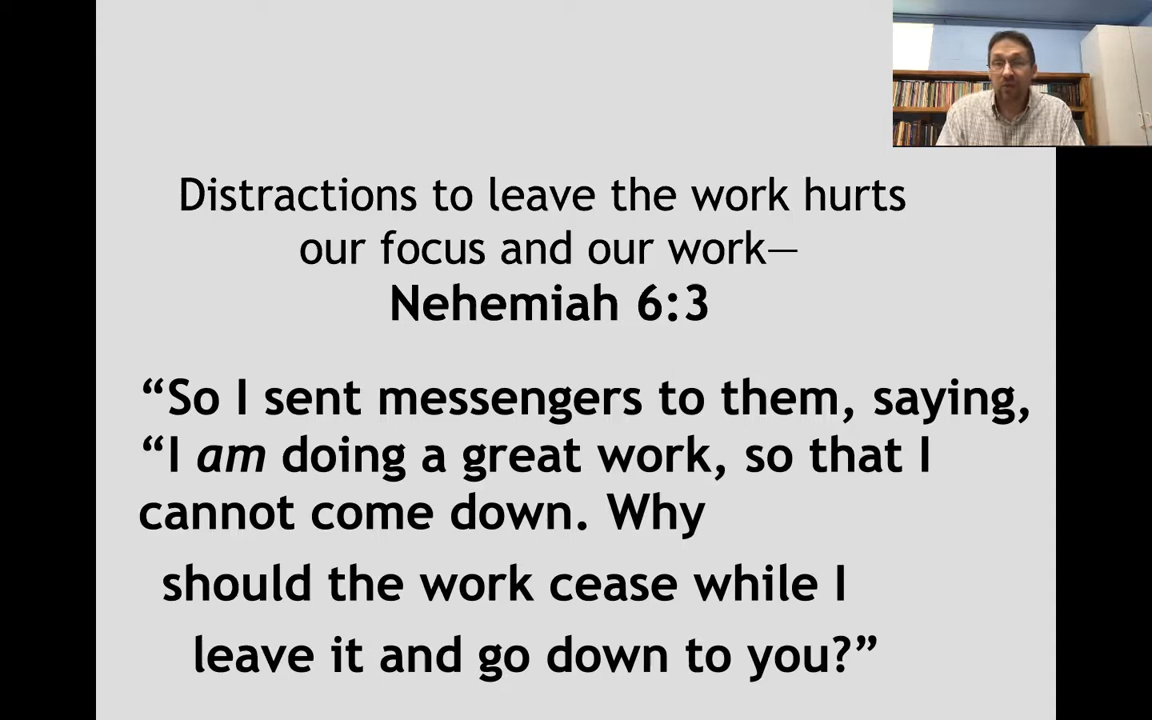 Distractions to leave the work hurts
our focus and our work—
Nehemiah 6:3
“So I sent messengers to them, saying,
“I am doing a great work, so that I
cannot come down. Why
should the work cease while I
leave it and go down to you?”